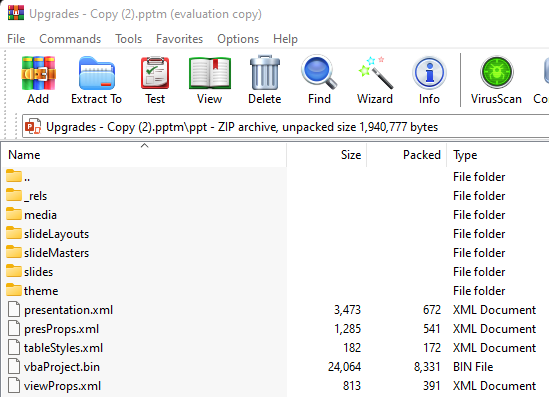 Upgrades - Copy (2).pptm (evaluation copy)
File Commands Tools Favorites Options Help
Add Extract To Test View Delete Find Wizard Info VirusScan
Upgrades - Copy (2).pptm\ppt - ZIP archive, unpacked size 1,940,777 bytes
Name Size Packed Type
.. File folder
_rels File folder
media File folder
slideLayouts File folder
slideMasters File folder
slides File folder
theme File folder
presentation.xml 3,473 672 XML Document
presProps.xml 1,285 541 XML Document
tableStyles.xml 182 172 XML Document
vbaProject.bin 24,064 8,331 BIN File
viewProps.xml 813 391 XML Document